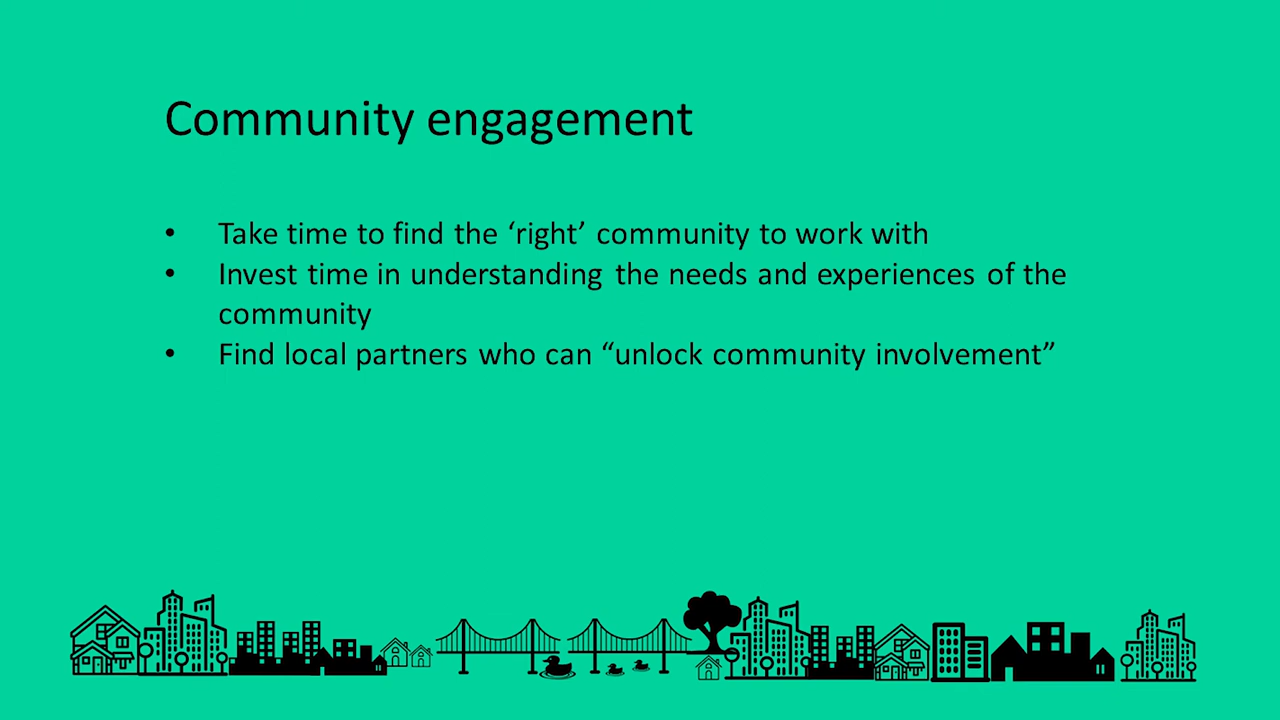 Community engagement
• Take time to find the ‘right’ community to work with
• Invest time in understanding the needs and experiences of the
community
• Find local partners who can “unlock community involvement”